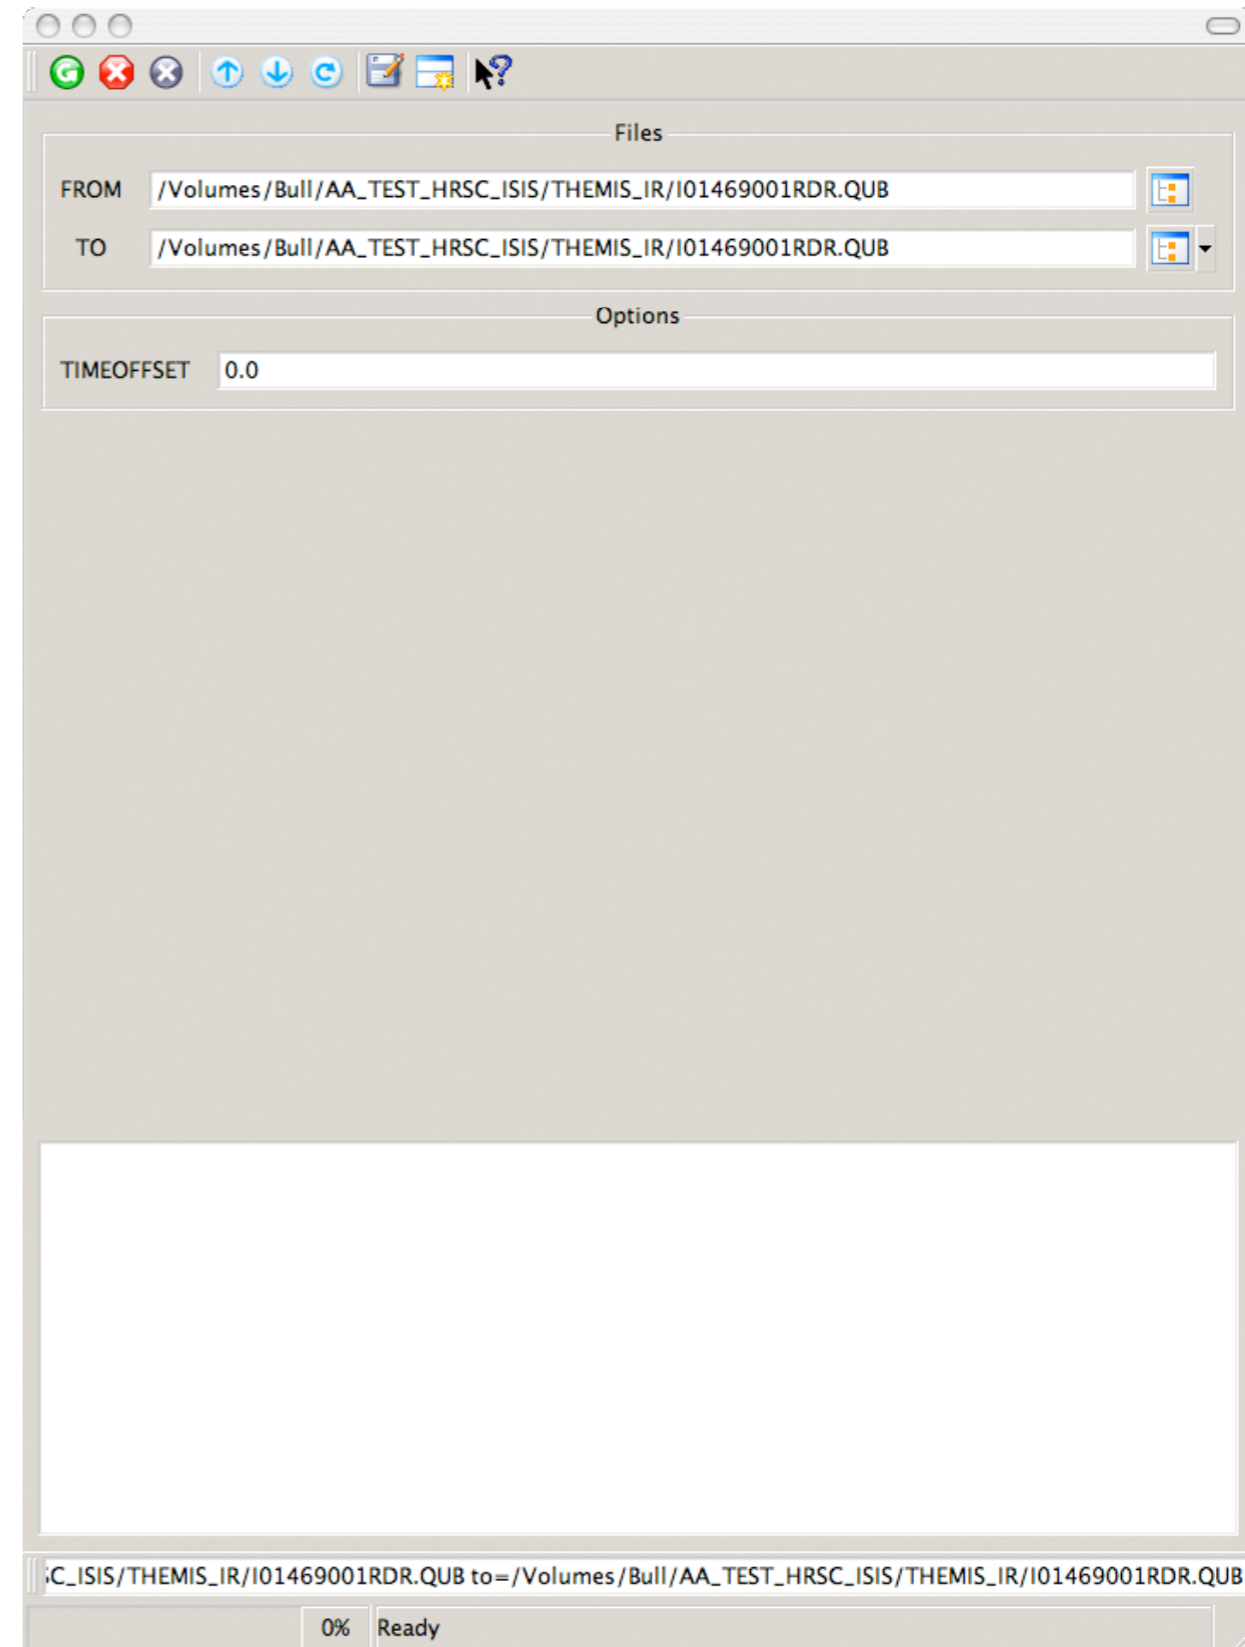 Files
FROM /Volumes/Bull/AA_TEST_HRSC_ISIS/THEMIS_IR/I01469001RDR.QUB
TO /Volumes/Bull/AA_TEST_HRSC_ISIS/THEMIS_IR/I01469001RDR.QUB
Options
TIMEOFFSET 0.0
C_ISIS/THEMIS_IR/I01469001RDR.QUB to=/Volumes/Bull/AA_TEST_HRSC_ISIS/THEMIS_IR/I01469001RDR.QUB
0% Ready